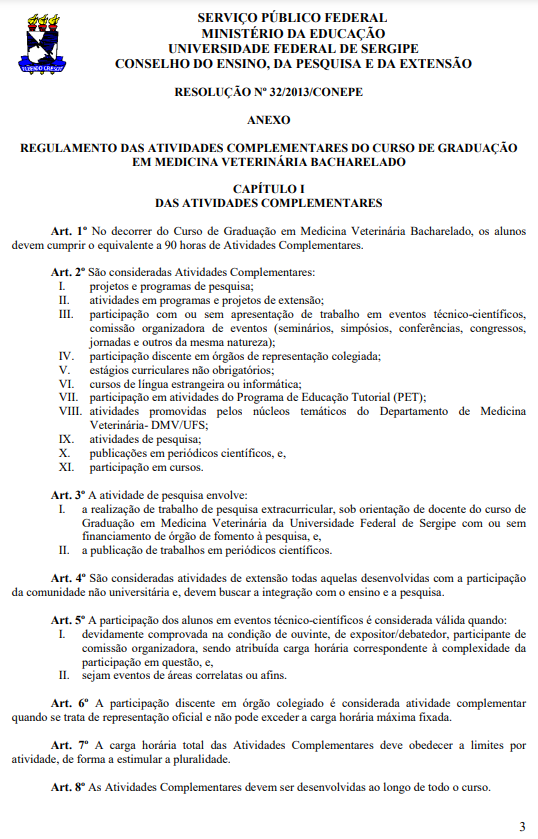 SERVIÇO PÚBLICO FEDERAL
MINISTÉRIO DA EDUCAÇÃO
UNIVERSIDADE FEDERAL DE SERGIPE
CONSELHO DO ENSINO, DA PESQUISA E DA EXTENSÃO
RESOLUÇÃO Nº 32/2013/CONEPE
ANEXO
REGULAMENTO DAS ATIVIDADES COMPLEMENTARES DO CURSO DE GRADUAÇÃO
EM MEDICINA VETERINÁRIA BACHARELADO
CAPÍTULO I
DAS ATIVIDADES COMPLEMENTARES
Art. 1º No decorrer do Curso de Graduação em Medicina Veterinária Bacharelado, os alunos
devem cumprir o equivalente a 90 horas de Atividades Complementares.
Art. 2º São consideradas Atividades Complementares:
I. projetos e programas de pesquisa;
II. atividades em programas e projetos de extensão;
III. participação com ou sem apresentação de trabalho em eventos técnico-científicos,
comissão organizadora de eventos (seminários, simpósios, conferências, congressos,
jornadas e outros da mesma natureza);
IV. participação discente em órgãos de representação colegiada;
V. estágios curriculares não obrigatórios;
VI. cursos de língua estrangeira ou informática;
VII. participação em atividades do Programa de Educação Tutorial (PET);
VIII. atividades promovidas pelos núcleos temáticos do Departamento de Medicina
Veterinária- DMV/UFS;
IX. atividades de pesquisa;
X. publicações em periódicos científicos, e,
XI. participação em cursos.
Art. 3º A atividade de pesquisa envolve:
I. a realização de trabalho de pesquisa extracurricular, sob orientação de docente do curso de
Graduação em Medicina Veterinária da Universidade Federal de Sergipe com ou sem
financiamento de órgão de fomento à pesquisa, e,
II. a publicação de trabalhos em periódicos científicos.
Art. 4º São consideradas atividades de extensão todas aquelas desenvolvidas com a participação
da comunidade não universitária e, devem buscar a integração com o ensino e a pesquisa.
Art. 5º A participação dos alunos em eventos técnico-científicos é considerada válida quando:
I. devidamente comprovada na condição de ouvinte, de expositor/debatedor, participante de
comissão organizadora, sendo atribuída carga horária correspondente à complexidade da
participação em questão, e,
II. sejam eventos de áreas correlatas ou afins.
Art. 6º A participação discente em órgão colegiado é considerada atividade complementar
quando se trata de representação oficial e não pode exceder a carga horária máxima fixada.
Art. 7º A carga horária total das Atividades Complementares deve obedecer a limites por
atividade, de forma a estimular a pluralidade.
Art. 8º As Atividades Complementares devem ser desenvolvidas ao longo de todo o curso.
3